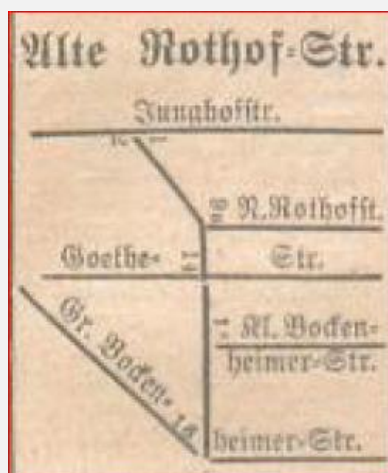 Alte Rothof-Str.
Junghofstr.
N. Rothofst.
Goethe- Str.
Kl. Bocken-
heimer-Str.
Gr. Bocken-
heimer-Str.